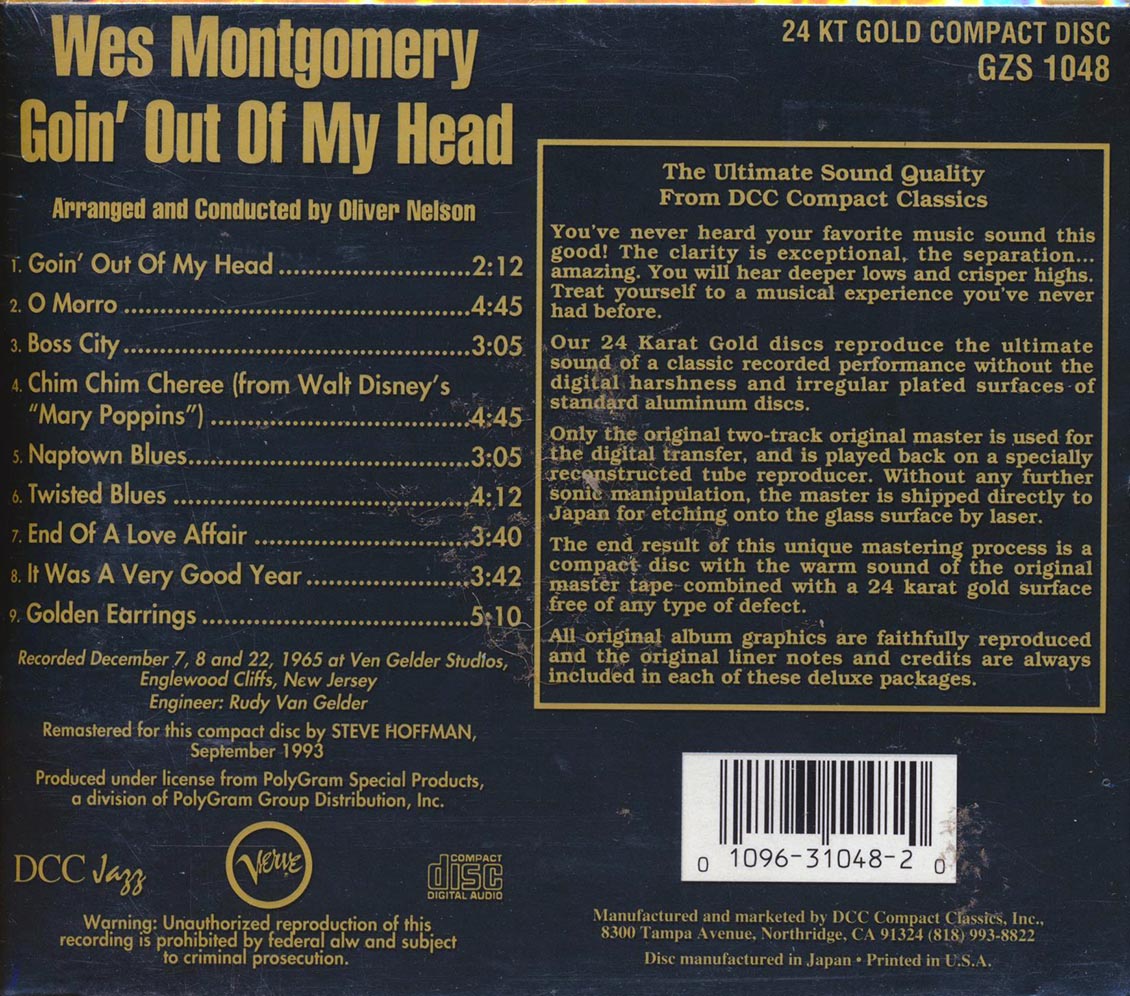 Wes Montgomery
Goin' Out Of My Head
Arranged and Conducted by Oliver Nelson
1. Goin' Out Of My Head ........................ 2:12
2. O Morro ........................ 4:45
3. Boss City ........................ 3:05
4. Chim Chim Cheree (from Walt Disney's
"Mary Poppins") ........................ 4:45
5. Naptown Blues ........................ 3:05
6. Twisted Blues ........................ 4:12
7. End Of A Love Affair ........................ 3:40
8. It Was A Very Good Year ........................ 3:42
9. Golden Earrings ........................ 5:10
Recorded December 7, 8 and 22, 1965 at Ven Gelder Studios,
Englewood Cliffs, New Jersey
Engineer: Rudy Van Gelder
Remastered for this compact disc by STEVE HOFFMAN,
September 1993
Produced under license from PolyGram Special Products,
a division of PolyGram Group Distribution, Inc.
DCC Jazz
Verve
COMPACT
disc
DIGITAL AUDIO
Warning: Unauthorized reproduction of this
recording is prohibited by federal alw and subject
to criminal prosecution.
24 KT GOLD COMPACT DISC
GZS 1048
The Ultimate Sound Quality
From DCC Compact Classics
You've never heard your favorite music sound this
good! The clarity is exceptional, the separation...
amazing. You will hear deeper lows and crisper highs.
Treat yourself to a musical experience you've never
had before.
Our 24 Karat Gold discs reproduce the ultimate
sound of a classic recorded performance without the
digital harshness and irregular plated surfaces of
standard aluminum discs.
Only the original two-track original master is used for
the digital transfer, and is played back on a specially
reconstructed tube reproducer. Without any further
sonic manipulation, the master is shipped directly to
Japan for etching onto the glass surface by laser.
The end result of this unique mastering process is a
compact disc with the warm sound of the original
master tape combined with a 24 karat gold surface
free of any type of defect.
All original album graphics are faithfully reproduced
and the original liner notes and credits are always
included in each of these deluxe packages.
0 1096-31048-2 0
Manufactured and marketed by DCC Compact Classics, Inc.,
8300 Tampa Avenue, Northridge, CA 91324 (818) 993-8822
Disc manufactured in Japan • Printed in U.S.A.